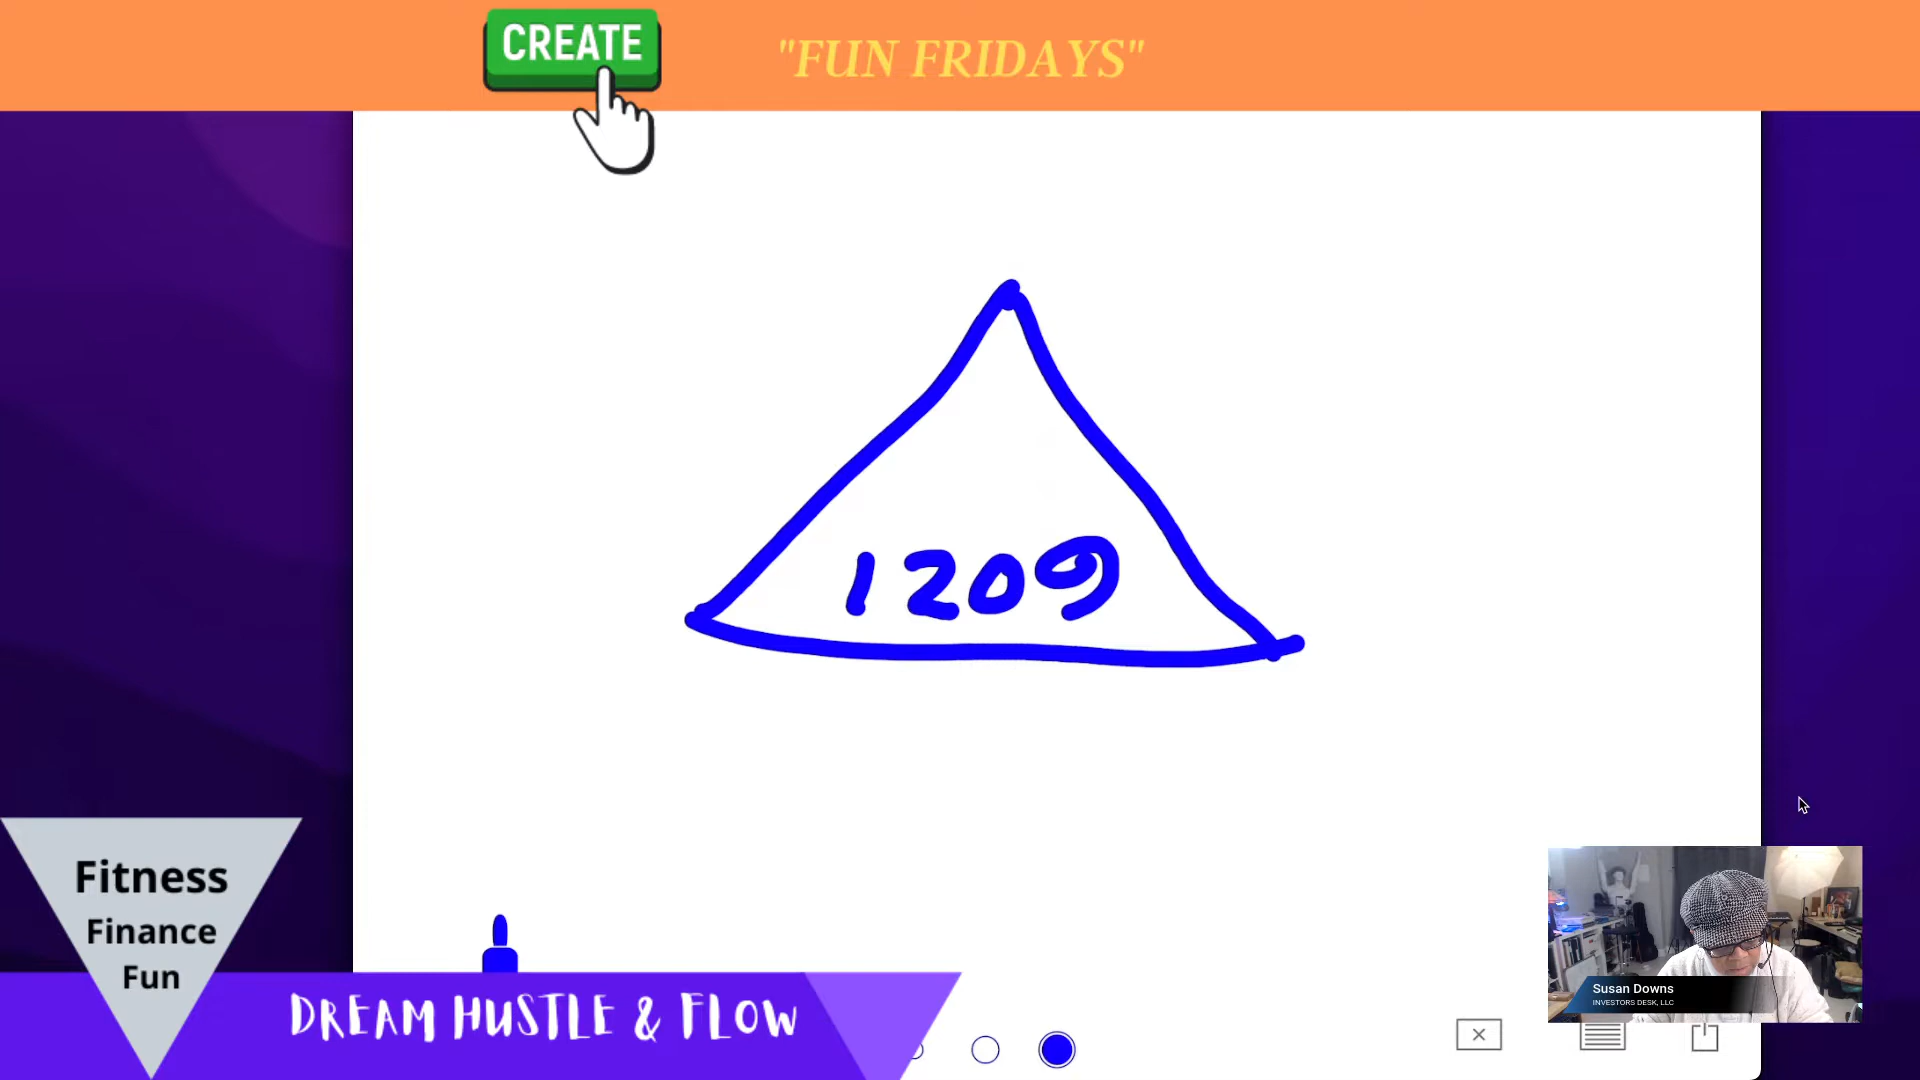 CREATE
"FUN FRIDAYS"
1209
Fitness
Finance
Fun
DREAM HUSTLE & FLOW
Susan Downs
INVESTORS DESK, LLC